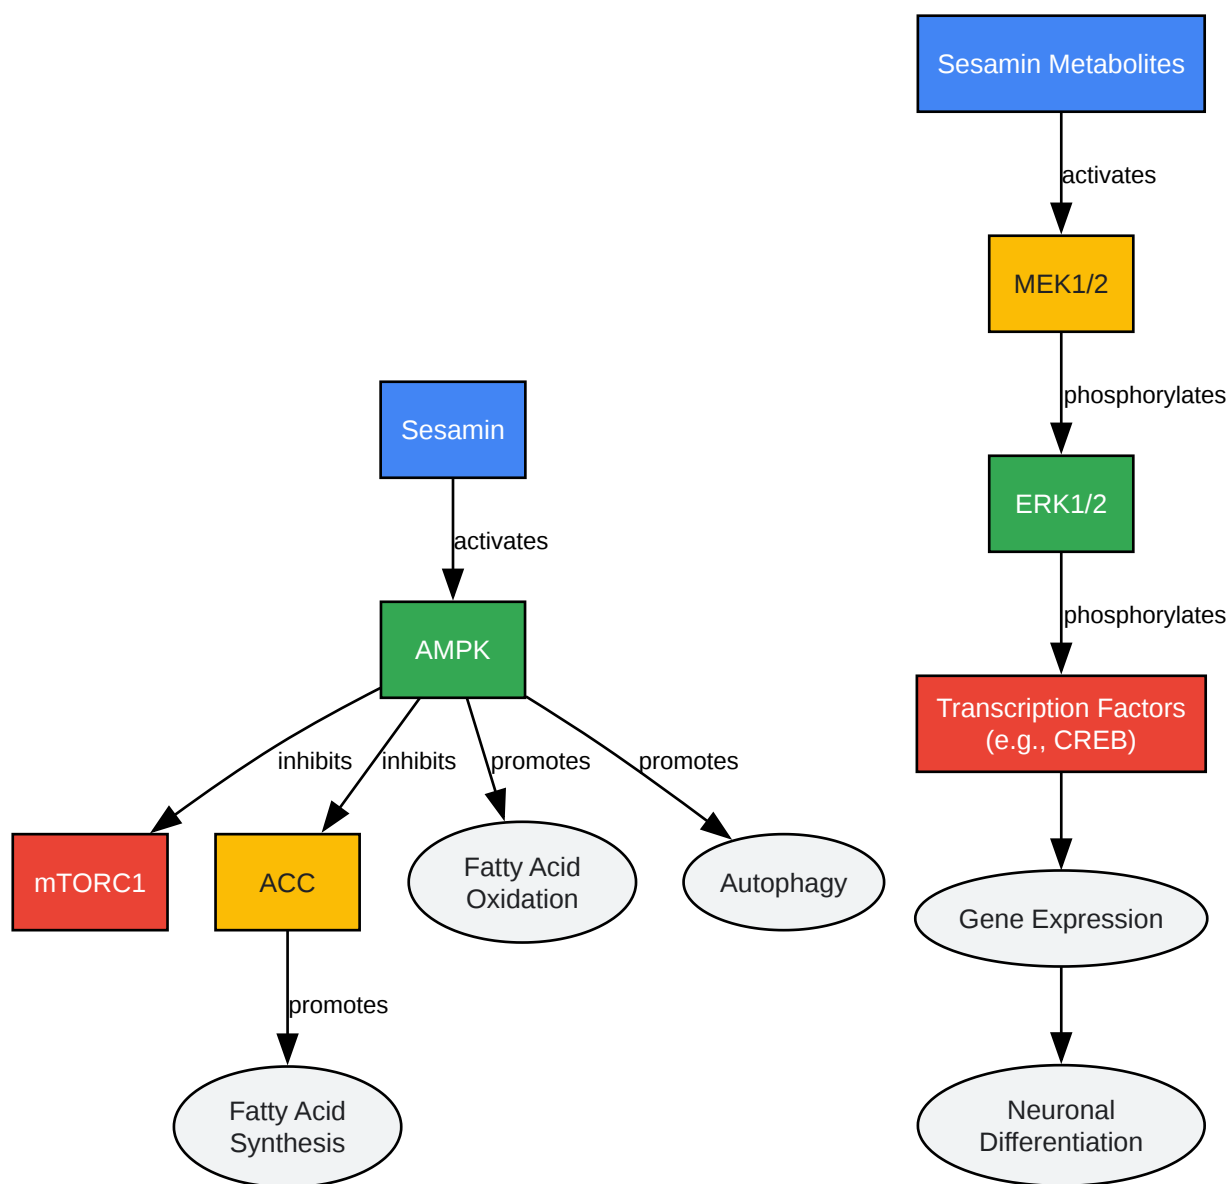 Sesamin Metabolites
activates
MEK1/2
phosphorylates
ERK1/2
phosphorylates
Transcription Factors
(e.g., CREB)
Gene Expression
Neuronal
Differentiation
Sesamin
activates
AMPK
inhibits
inhibits
promotes
promotes
mTORC1
ACC
Fatty Acid
Oxidation
Autophagy
promotes
Fatty Acid
Synthesis